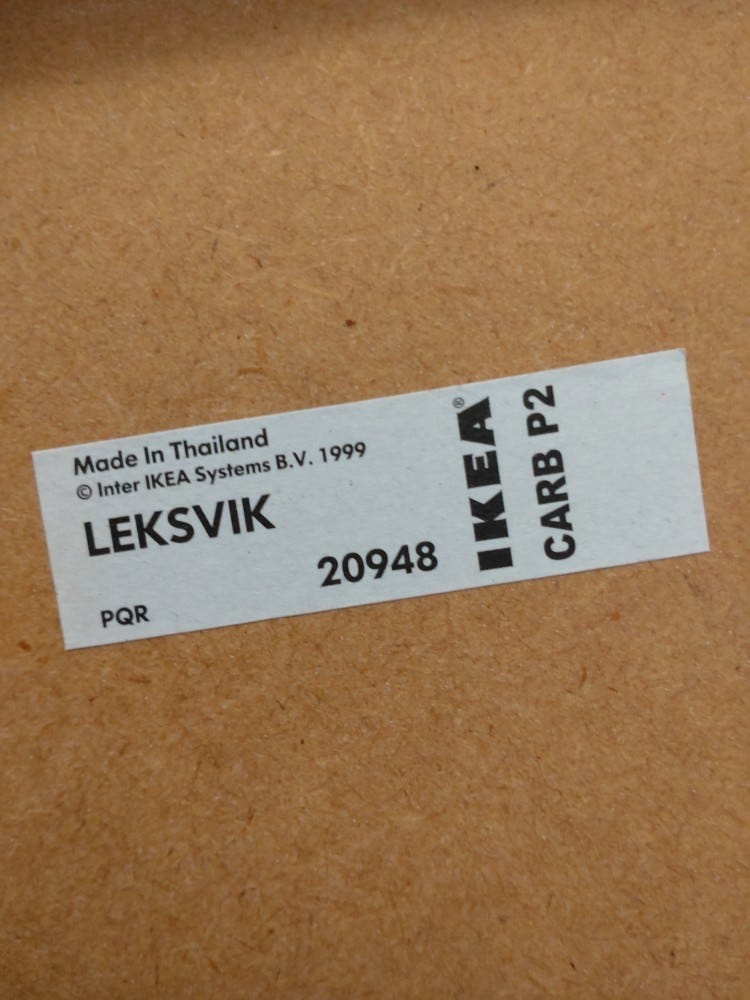 Made In Thailand
© Inter IKEA Systems B.V. 1999
LEKSVIK
20948
PQR
IKEA®
CARB P2